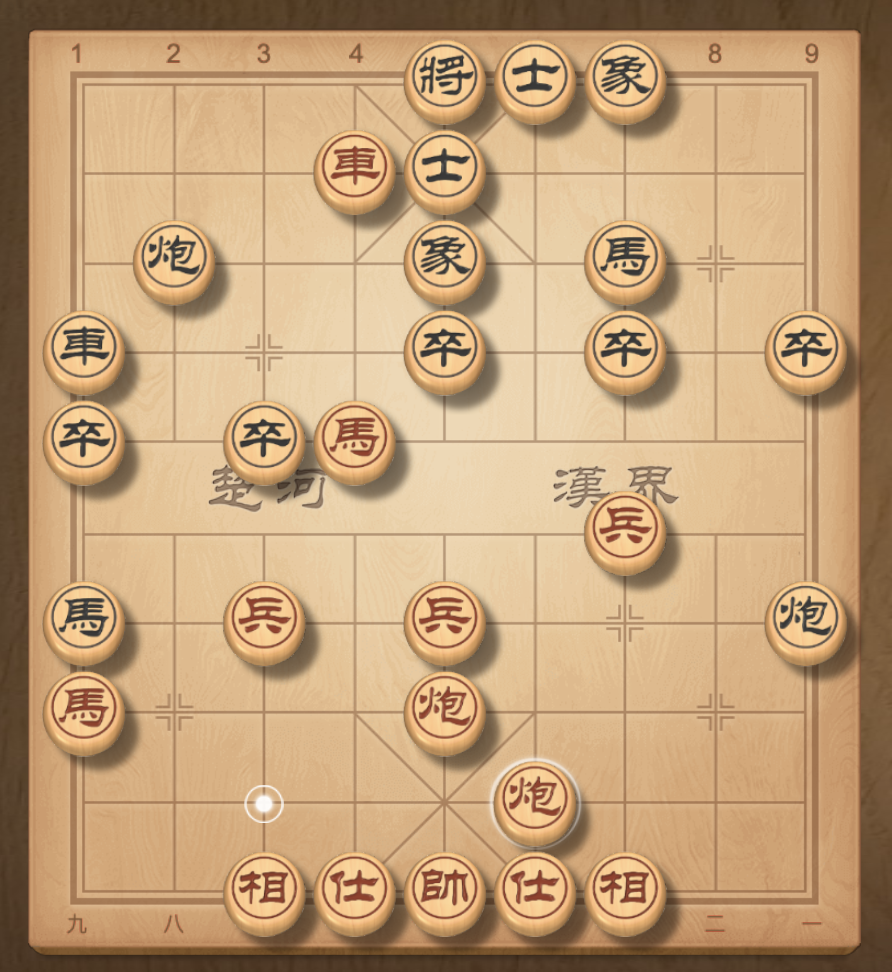 1 2 3 4 8 9
將 士 象
車 士
炮 象 馬
車 卒 卒 卒
卒 卒 馬
楚河 漢界
兵
馬 兵 兵 炮
馬 炮
炮
相 仕 帥 仕 相
九 八 二 一